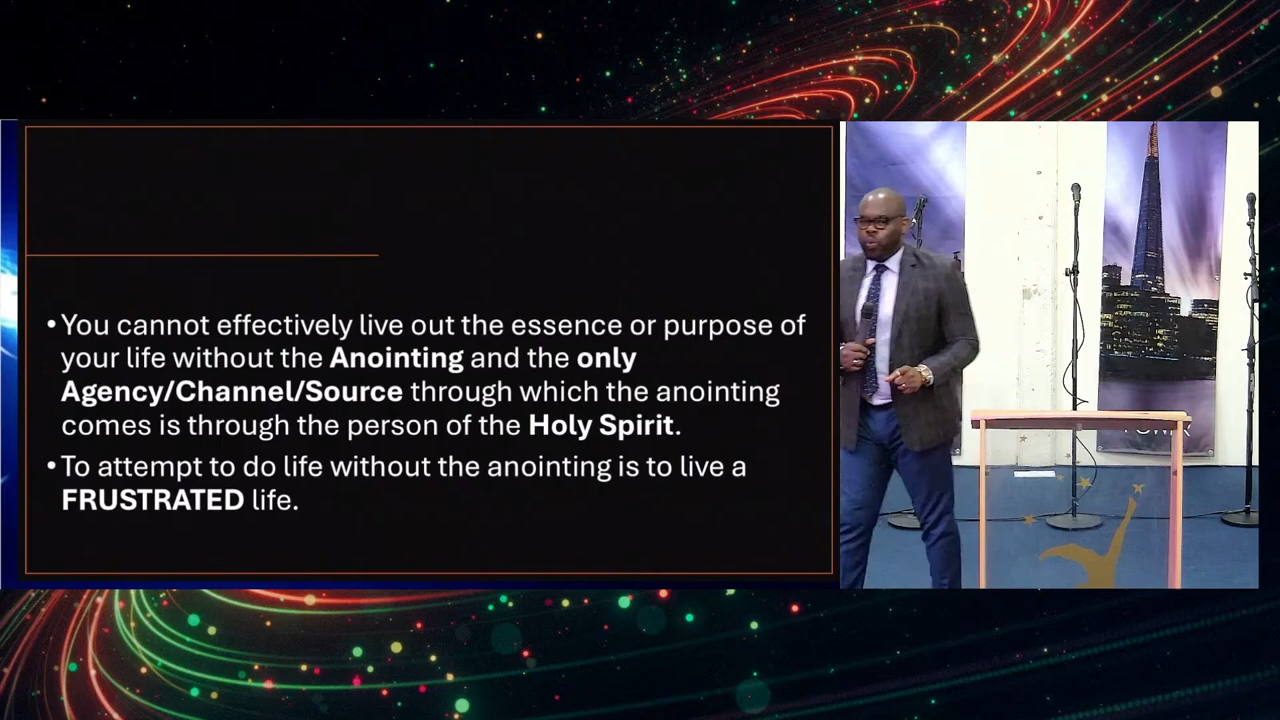 • You cannot effectively live out the essence or purpose of
your life without the Anointing and the only
Agency/Channel/Source through which the anointing
comes is through the person of the Holy Spirit.
• To attempt to do life without the anointing is to live a
FRUSTRATED life.
POWER